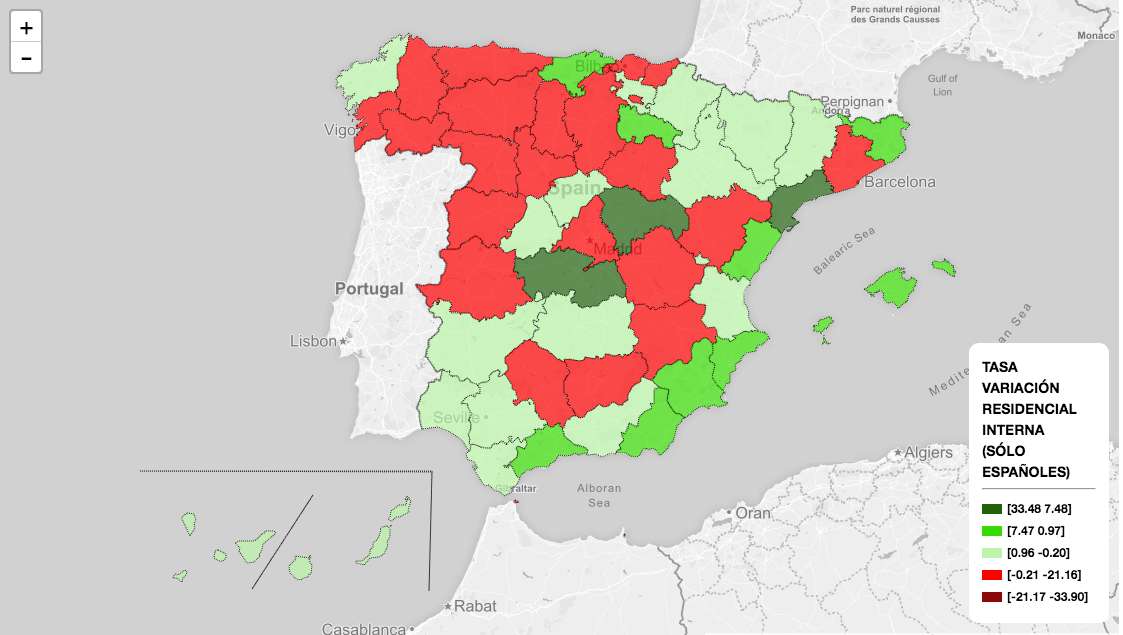 +
-
Parc naturel régional
des Grands Causses
Monaco
Gulf of
Lion
Perpignan
Andorra
Bilbao
Vigo
Barcelona
Spain
Madrid
Balearic Sea
Portugal
Lisbon
Mediterranean Sea
Seville
Gibraltar
Alboran
Sea
Algiers
Oran
Rabat
Casablanca
TASA
VARIACIÓN
RESIDENCIAL
INTERNA
(SÓLO
ESPAÑOLES)
[33.48 7.48]
[7.47 0.97]
[0.96 -0.20]
[-0.21 -21.16]
[-21.17 -33.90]